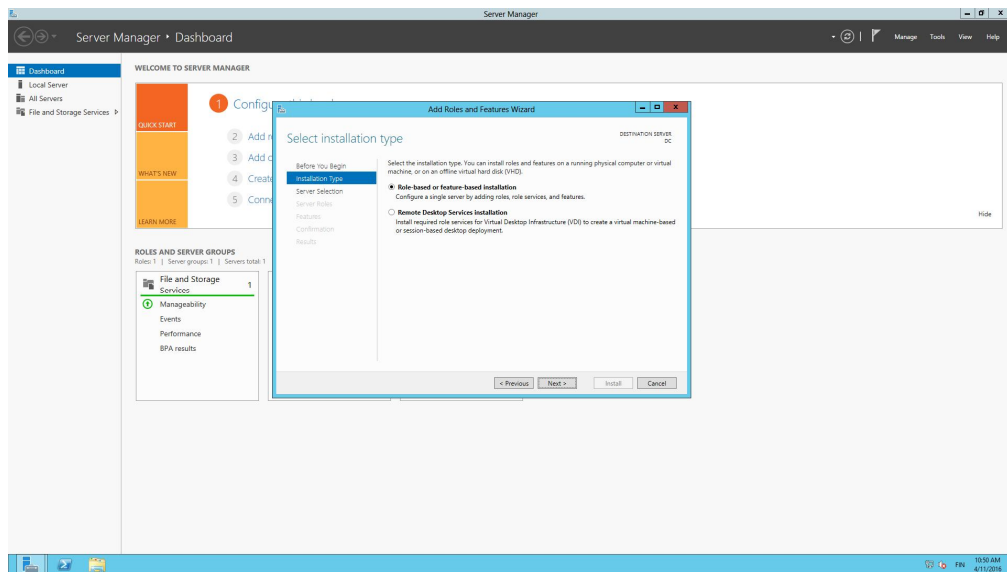 Server Manager
Server Manager • Dashboard
Manage Tools View Help
Dashboard
Local Server
All Servers
File and Storage Services
WELCOME TO SERVER MANAGER
QUICK START
WHAT'S NEW
LEARN MORE
1 Configu
2 Add r
3 Add
4 Create
5 Conne
Hide
ROLES AND SERVER GROUPS
Roles: 1 | Server groups: 1 | Servers total: 1
File and Storage
Services
1
Manageability
Events
Performance
BPA results
Add Roles and Features Wizard
Select installation type
DESTINATION SERVER
DC
Before You Begin
Installation Type
Server Selection
Server Roles
Features
Confirmation
Results
Select the installation type. You can install roles and features on a running physical computer or virtual
machine, or on an offline virtual hard disk (VHD).
Role-based or feature-based installation
Configure a single server by adding roles, role services, and features.
Remote Desktop Services installation
Install required role services for Virtual Desktop Infrastructure (VDI) to create a virtual machine-based
or session-based desktop deployment.
< Previous Next > Install Cancel
FIN
10:50 AM
4/11/2016